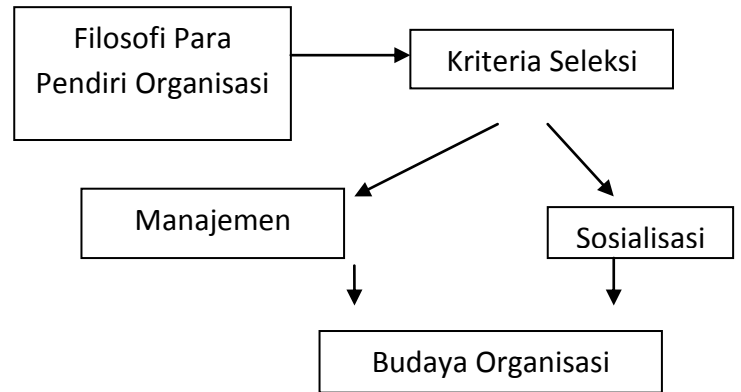 Filosofi Para
Pendiri Organisasi
Kriteria Seleksi
Manajemen
Sosialisasi
Budaya Organisasi